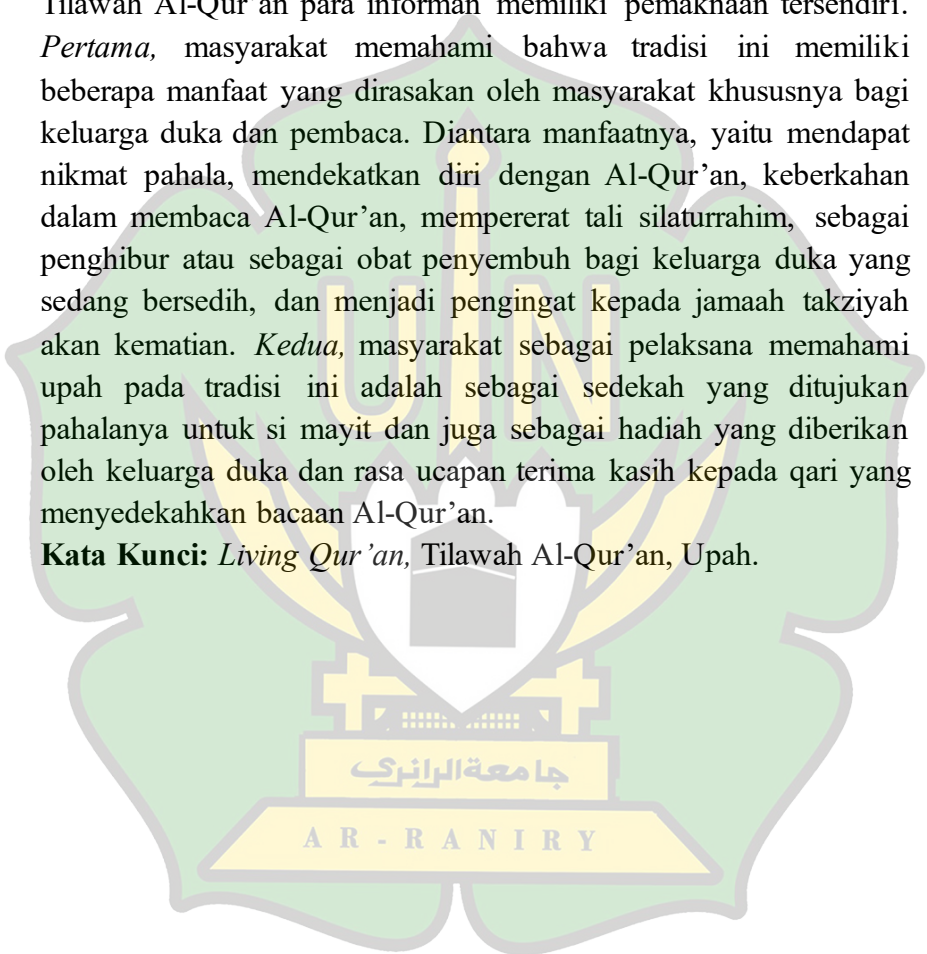 Tilawah Al-Qur'an para informan memiliki pemaknaan tersendiri.
Pertama, masyarakat memahami bahwa tradisi ini memiliki
beberapa manfaat yang dirasakan oleh masyarakat khususnya bagi
keluarga duka dan pembaca. Diantara manfaatnya, yaitu mendapat
nikmat pahala, mendekatkan diri dengan Al-Qur’an, keberkahan
dalam membaca Al-Qur’an, mempererat tali silaturrahim, sebagai
penghibur atau sebagai obat penyembuh bagi keluarga duka yang
sedang bersedih, dan menjadi pengingat kepada jamaah takziyah
akan kematian. Kedua, masyarakat sebagai pelaksana memahami
upah pada tradisi ini adalah sebagai sedekah yang ditujukan
pahalanya untuk si mayit dan juga sebagai hadiah yang diberikan
oleh keluarga duka dan rasa ucapan terima kasih kepada qari yang
menyedekahkan bacaan Al-Qur’an.
Kata Kunci: Living Qur’an, Tilawah Al-Qur’an, Upah.
UIN
جامعة الرانري
AR-RANIRY